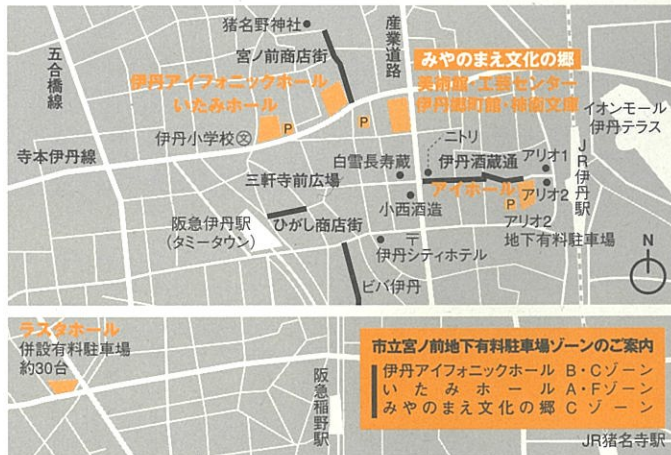 猪名野神社
宮ノ前商店街
五合橋線
産業道路
みやのまえ文化の郷
美術館・工芸センター
伊丹郷町館・柿衞文庫
伊丹アイフォニックホール
いたみホール
P
P
伊丹小学校 文
寺本伊丹線
イオンモール
伊丹テラス
JR伊丹駅
ニトリ
白雪長寿蔵
伊丹酒蔵通
アリオ1
三軒寺前広場
アイホール
P
アリオ2
小西酒造
アリオ2
地下有料駐車場
阪急伊丹駅
(タミータウン)
ひがし商店街
〒
伊丹シティホテル
N
ビバ伊丹
ラスタホール
併設有料駐車場
約30台
阪急稲野駅
市立宮ノ前地下有料駐車場ゾーンのご案内
伊丹アイフォニックホール B・Cゾーン
いたみホール A・Fゾーン
みやのまえ文化の郷 Cゾーン
JR猪名寺駅